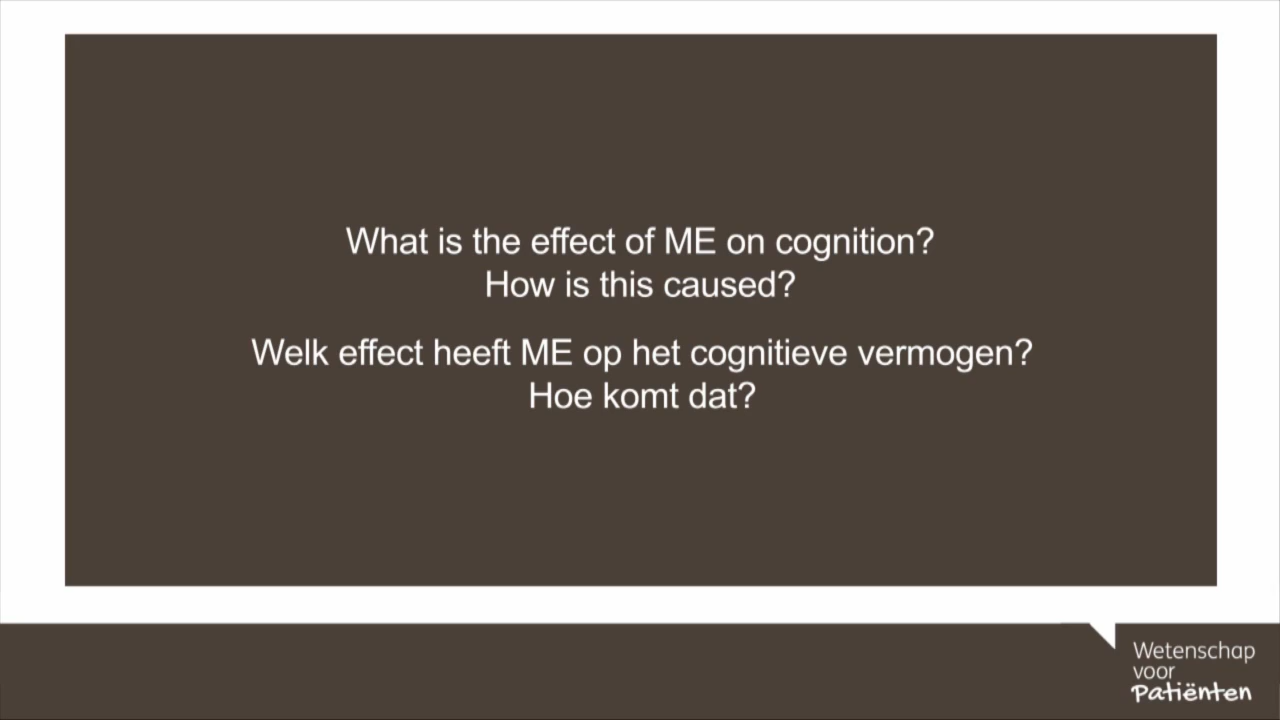 What is the effect of ME on cognition?
How is this caused?
Welk effect heeft ME op het cognitieve vermogen?
Hoe komt dat?
Wetenschap
voor
Patiënten